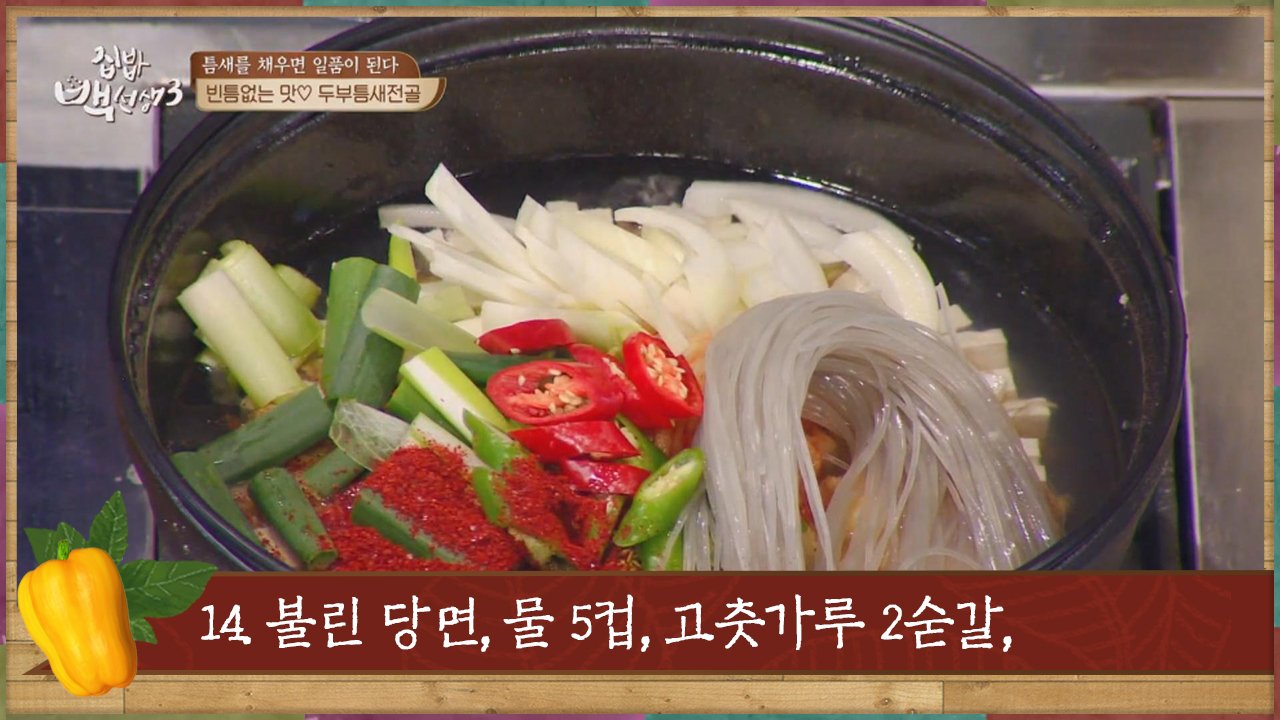 집밥
백선생3
틈새를 채우면 일품이 된다
빈틈없는 맛♡ 두부틈새전골
14. 불린 당면, 물 5컵, 고춧가루 2숟갈,